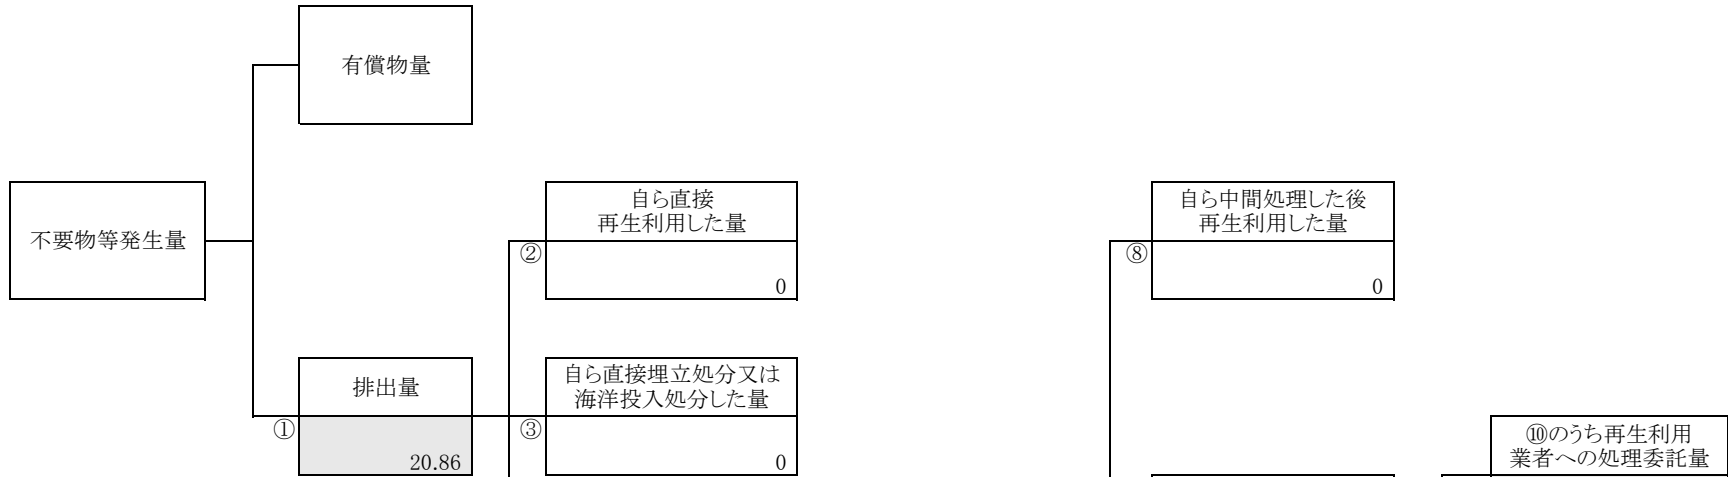 有償物量
不要物等発生量
自ら直接
再生利用した量
②
0
自ら中間処理した後
再生利用した量
⑧
0
排出量
①
20.86
自ら直接埋立処分又は
海洋投入処分した量
③
0
⑩のうち再生利用
業者への処理委託量